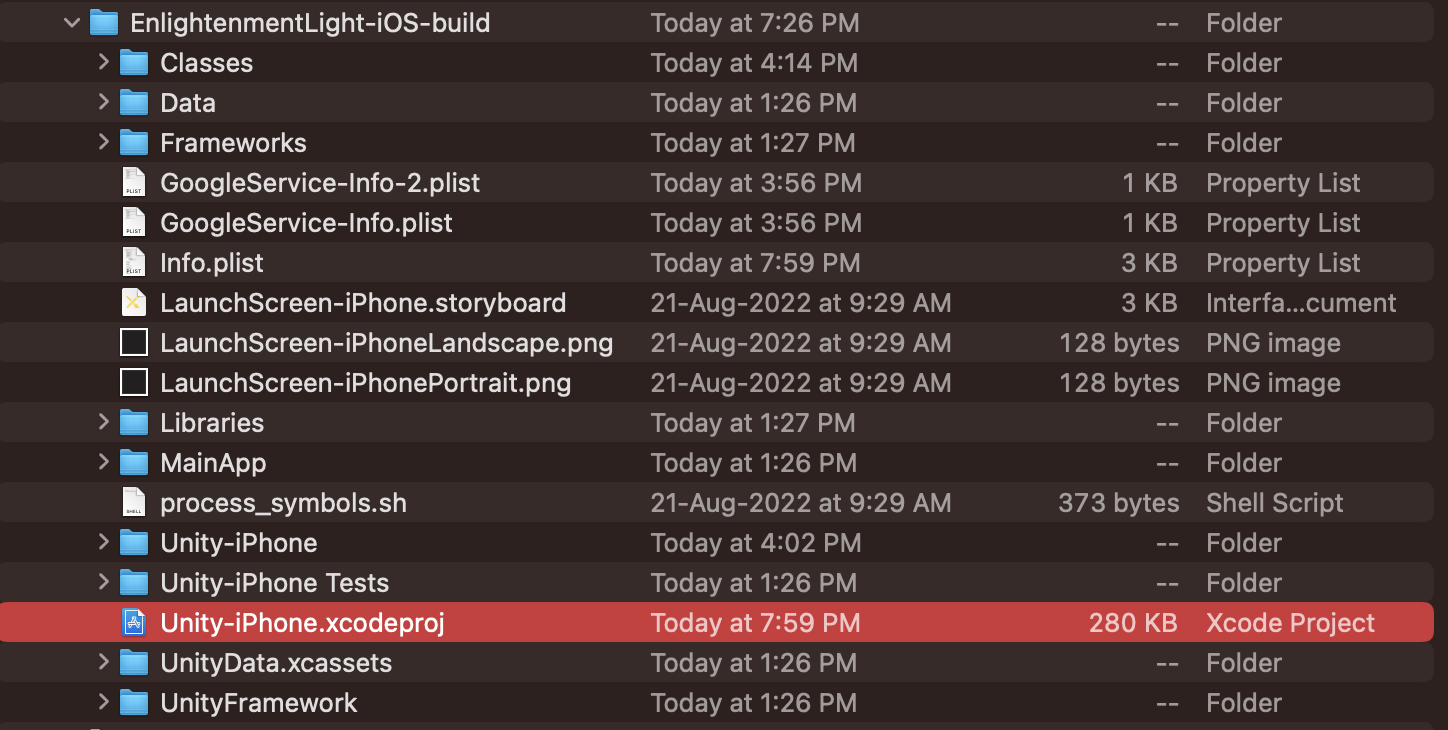 EnlightenmentLight-iOS-build Today at 7:26 PM -- Folder
Classes Today at 4:14 PM -- Folder
Data Today at 1:26 PM -- Folder
Frameworks Today at 1:27 PM -- Folder
GoogleService-Info-2.plist Today at 3:56 PM 1 KB Property List
GoogleService-Info.plist Today at 3:56 PM 1 KB Property List
Info.plist Today at 7:59 PM 3 KB Property List
LaunchScreen-iPhone.storyboard 21-Aug-2022 at 9:29 AM 3 KB Interfa...cument
LaunchScreen-iPhoneLandscape.png 21-Aug-2022 at 9:29 AM 128 bytes PNG image
LaunchScreen-iPhonePortrait.png 21-Aug-2022 at 9:29 AM 128 bytes PNG image
Libraries Today at 1:27 PM -- Folder
MainApp Today at 1:26 PM -- Folder
process_symbols.sh 21-Aug-2022 at 9:29 AM 373 bytes Shell Script
Unity-iPhone Today at 4:02 PM -- Folder
Unity-iPhone Tests Today at 1:26 PM -- Folder
Unity-iPhone.xcodeproj Today at 7:59 PM 280 KB Xcode Project
UnityData.xcassets Today at 1:26 PM -- Folder
UnityFramework Today at 1:26 PM -- Folder